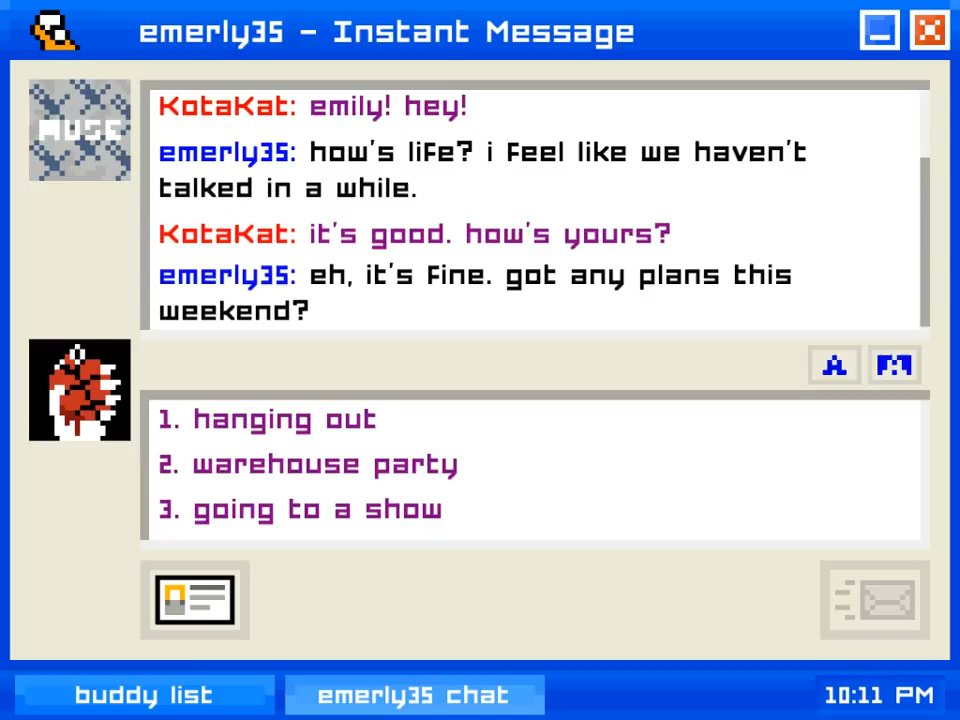 emerly35 - Instant Message
MUSE
KotaKat: emily! hey!
emerly35: how's life? i feel like we haven't
talked in a while.
KotaKat: it's good. how's yours?
emerly35: eh, it's fine. got any plans this
weekend?
A
1. hanging out
2. warehouse party
3. going to a show
buddy list
emerly35 chat
10:11 PM